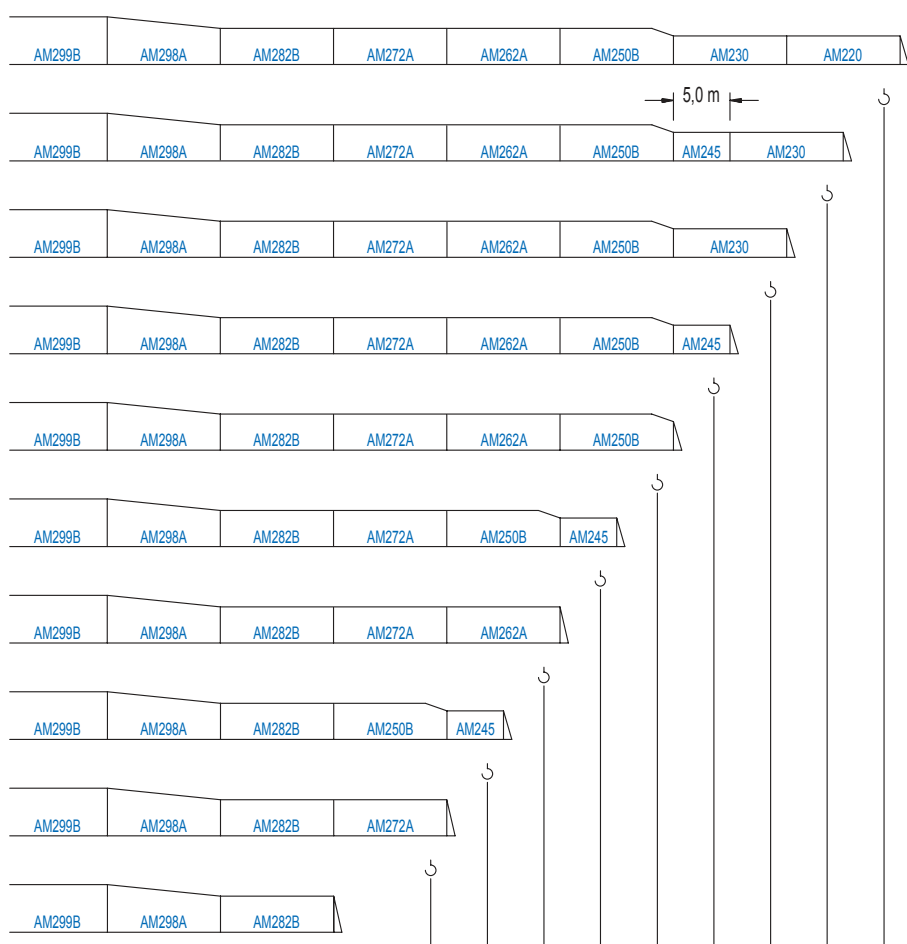 AM299B AM298A AM282B AM272A AM262A AM250B AM230 AM220
5,0 m
AM299B AM298A AM282B AM272A AM262A AM250B AM245 AM230
AM299B AM298A AM282B AM272A AM262A AM250B AM230
AM299B AM298A AM282B AM272A AM262A AM250B AM245
AM299B AM298A AM282B AM272A AM262A AM250B
AM299B AM298A AM282B AM272A AM250B AM245
AM299B AM298A AM282B AM272A AM262A
AM299B AM298A AM282B AM250B AM245
AM299B AM298A AM282B AM272A
AM299B AM298A AM282B